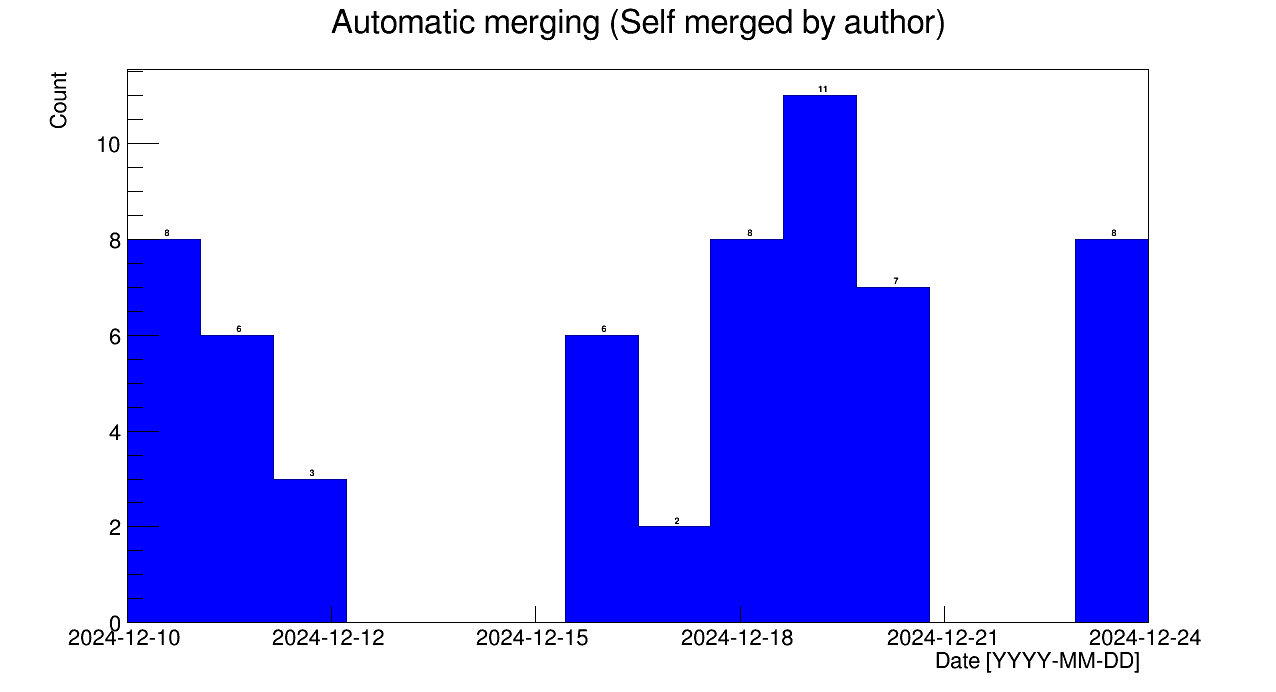 Automatic merging (Self merged by author)
Count
11
10
8 8 8
8
7
6 6
6
4
3
2
2
0
2024-12-10 2024-12-12 2024-12-15 2024-12-18 2024-12-21 2024-12-24
Date [YYYY-MM-DD]